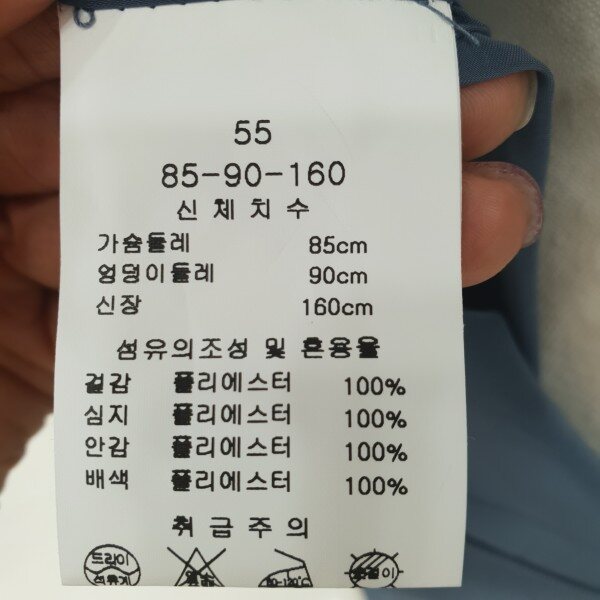 55
85-90-160
신체치수
가슴둘레 85cm
엉덩이둘레 90cm
신장 160cm
섬유의조성 및 혼용율
겉감 폴리에스터 100%
심지 폴리에스터 100%
안감 폴리에스터 100%
배색 폴리에스터 100%
취급주의
드라이